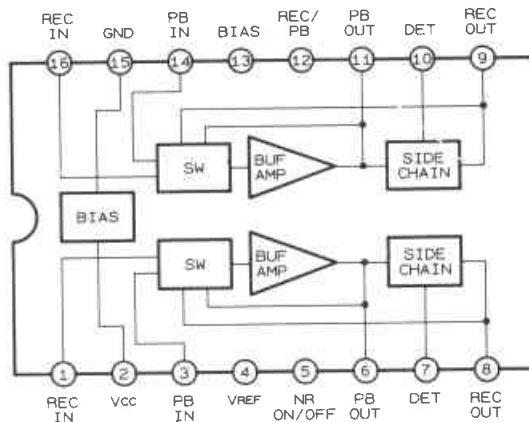 REC IN
GND
PB IN
BIAS
REC/ PB
PB OUT
DET
REC OUT
16
15
14
13
12
11
10
9
SW
BUF AMP
SIDE CHAIN
BIAS
SW
BUF AMP
SIDE CHAIN
1
2
3
4
5
6
7
8
REC IN
VCC
PB IN
VREF
NR ON/OFF
PB OUT
DET
REC OUT